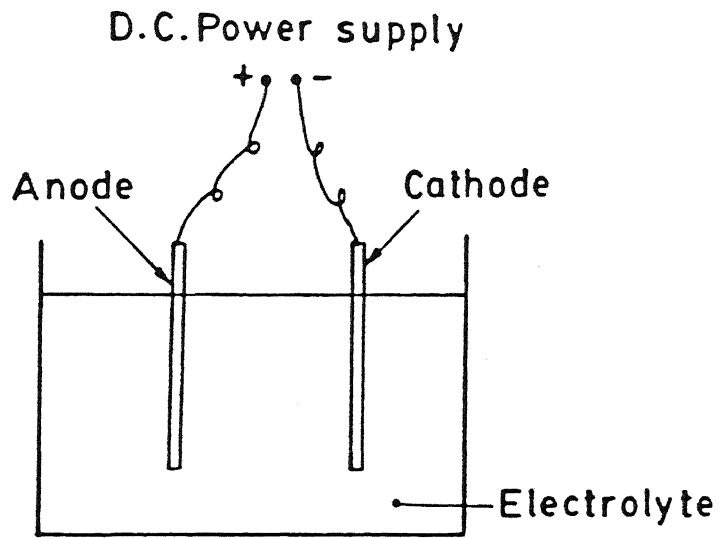 D.C.Power supply
+ -
Anode
Cathode
Electrolyte